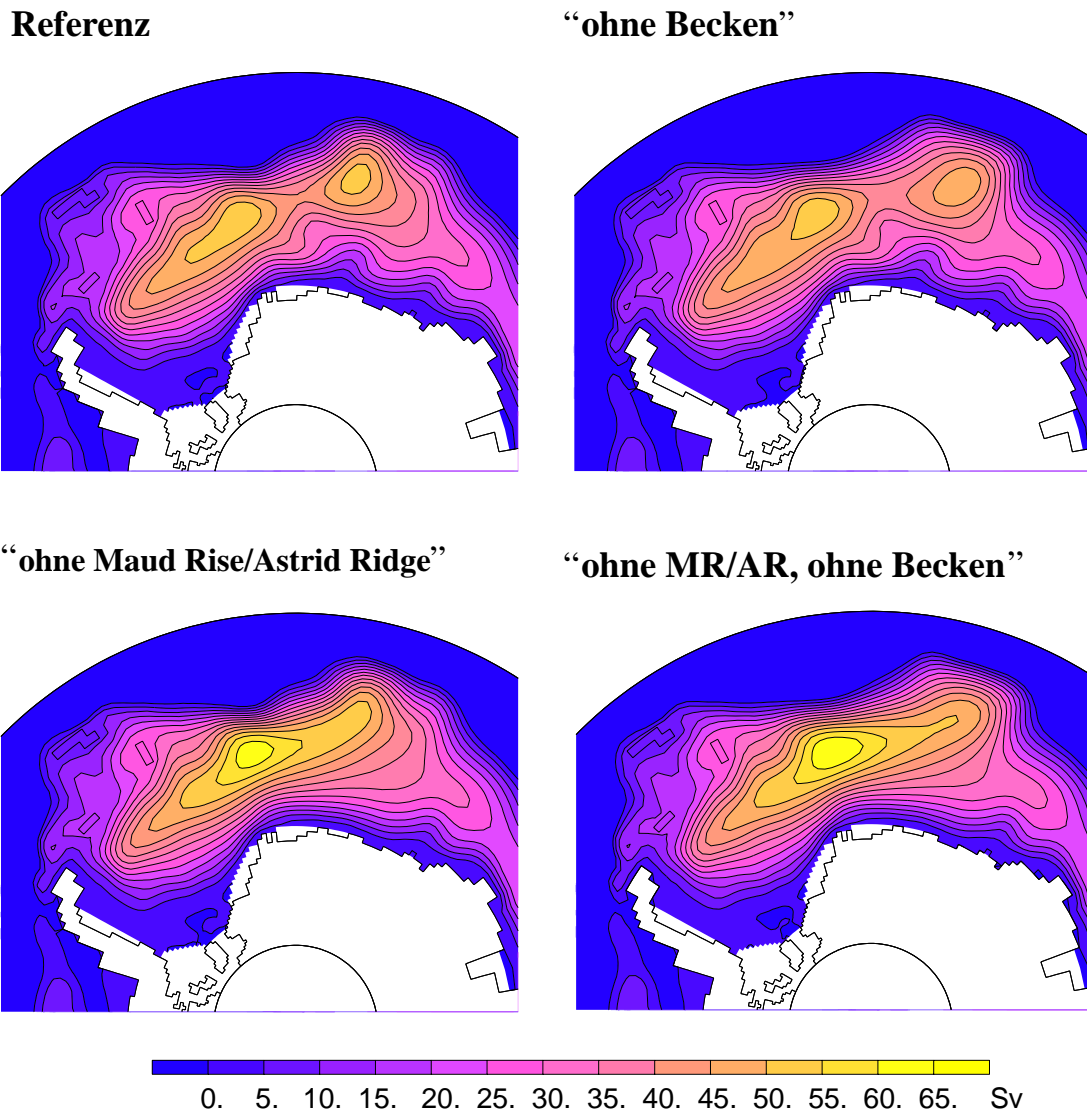 Referenz
“ohne Becken”
“ohne Maud Rise/Astrid Ridge”
“ohne MR/AR, ohne Becken”
0. 5. 10. 15. 20. 25. 30. 35. 40. 45. 50. 55. 60. 65. Sv